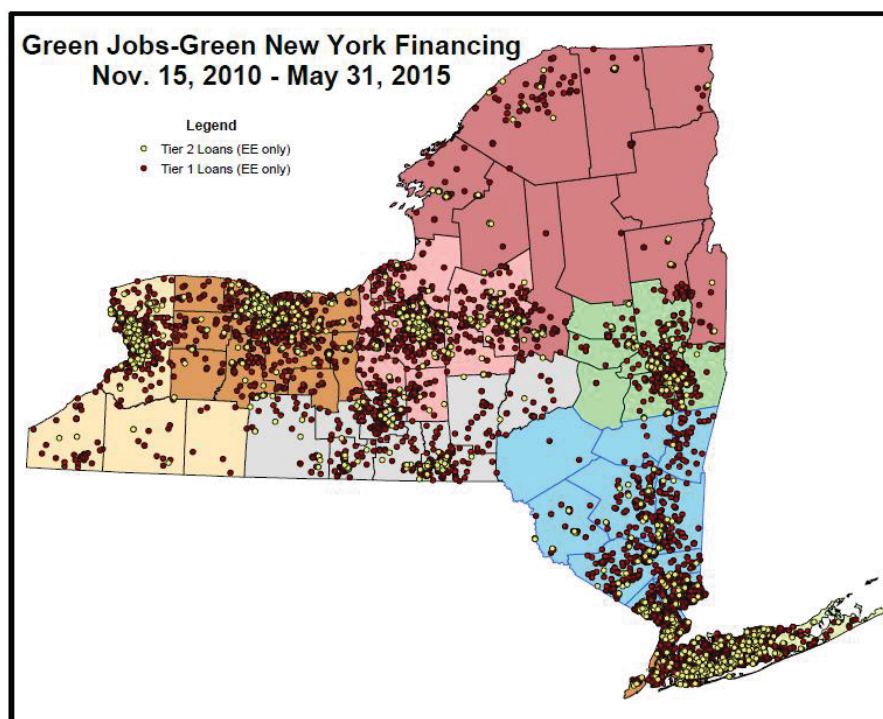 Green Jobs-Green New York Financing
Nov. 15, 2010 - May 31, 2015
Legend
Tier 2 Loans (EE only)
Tier 1 Loans (EE only)